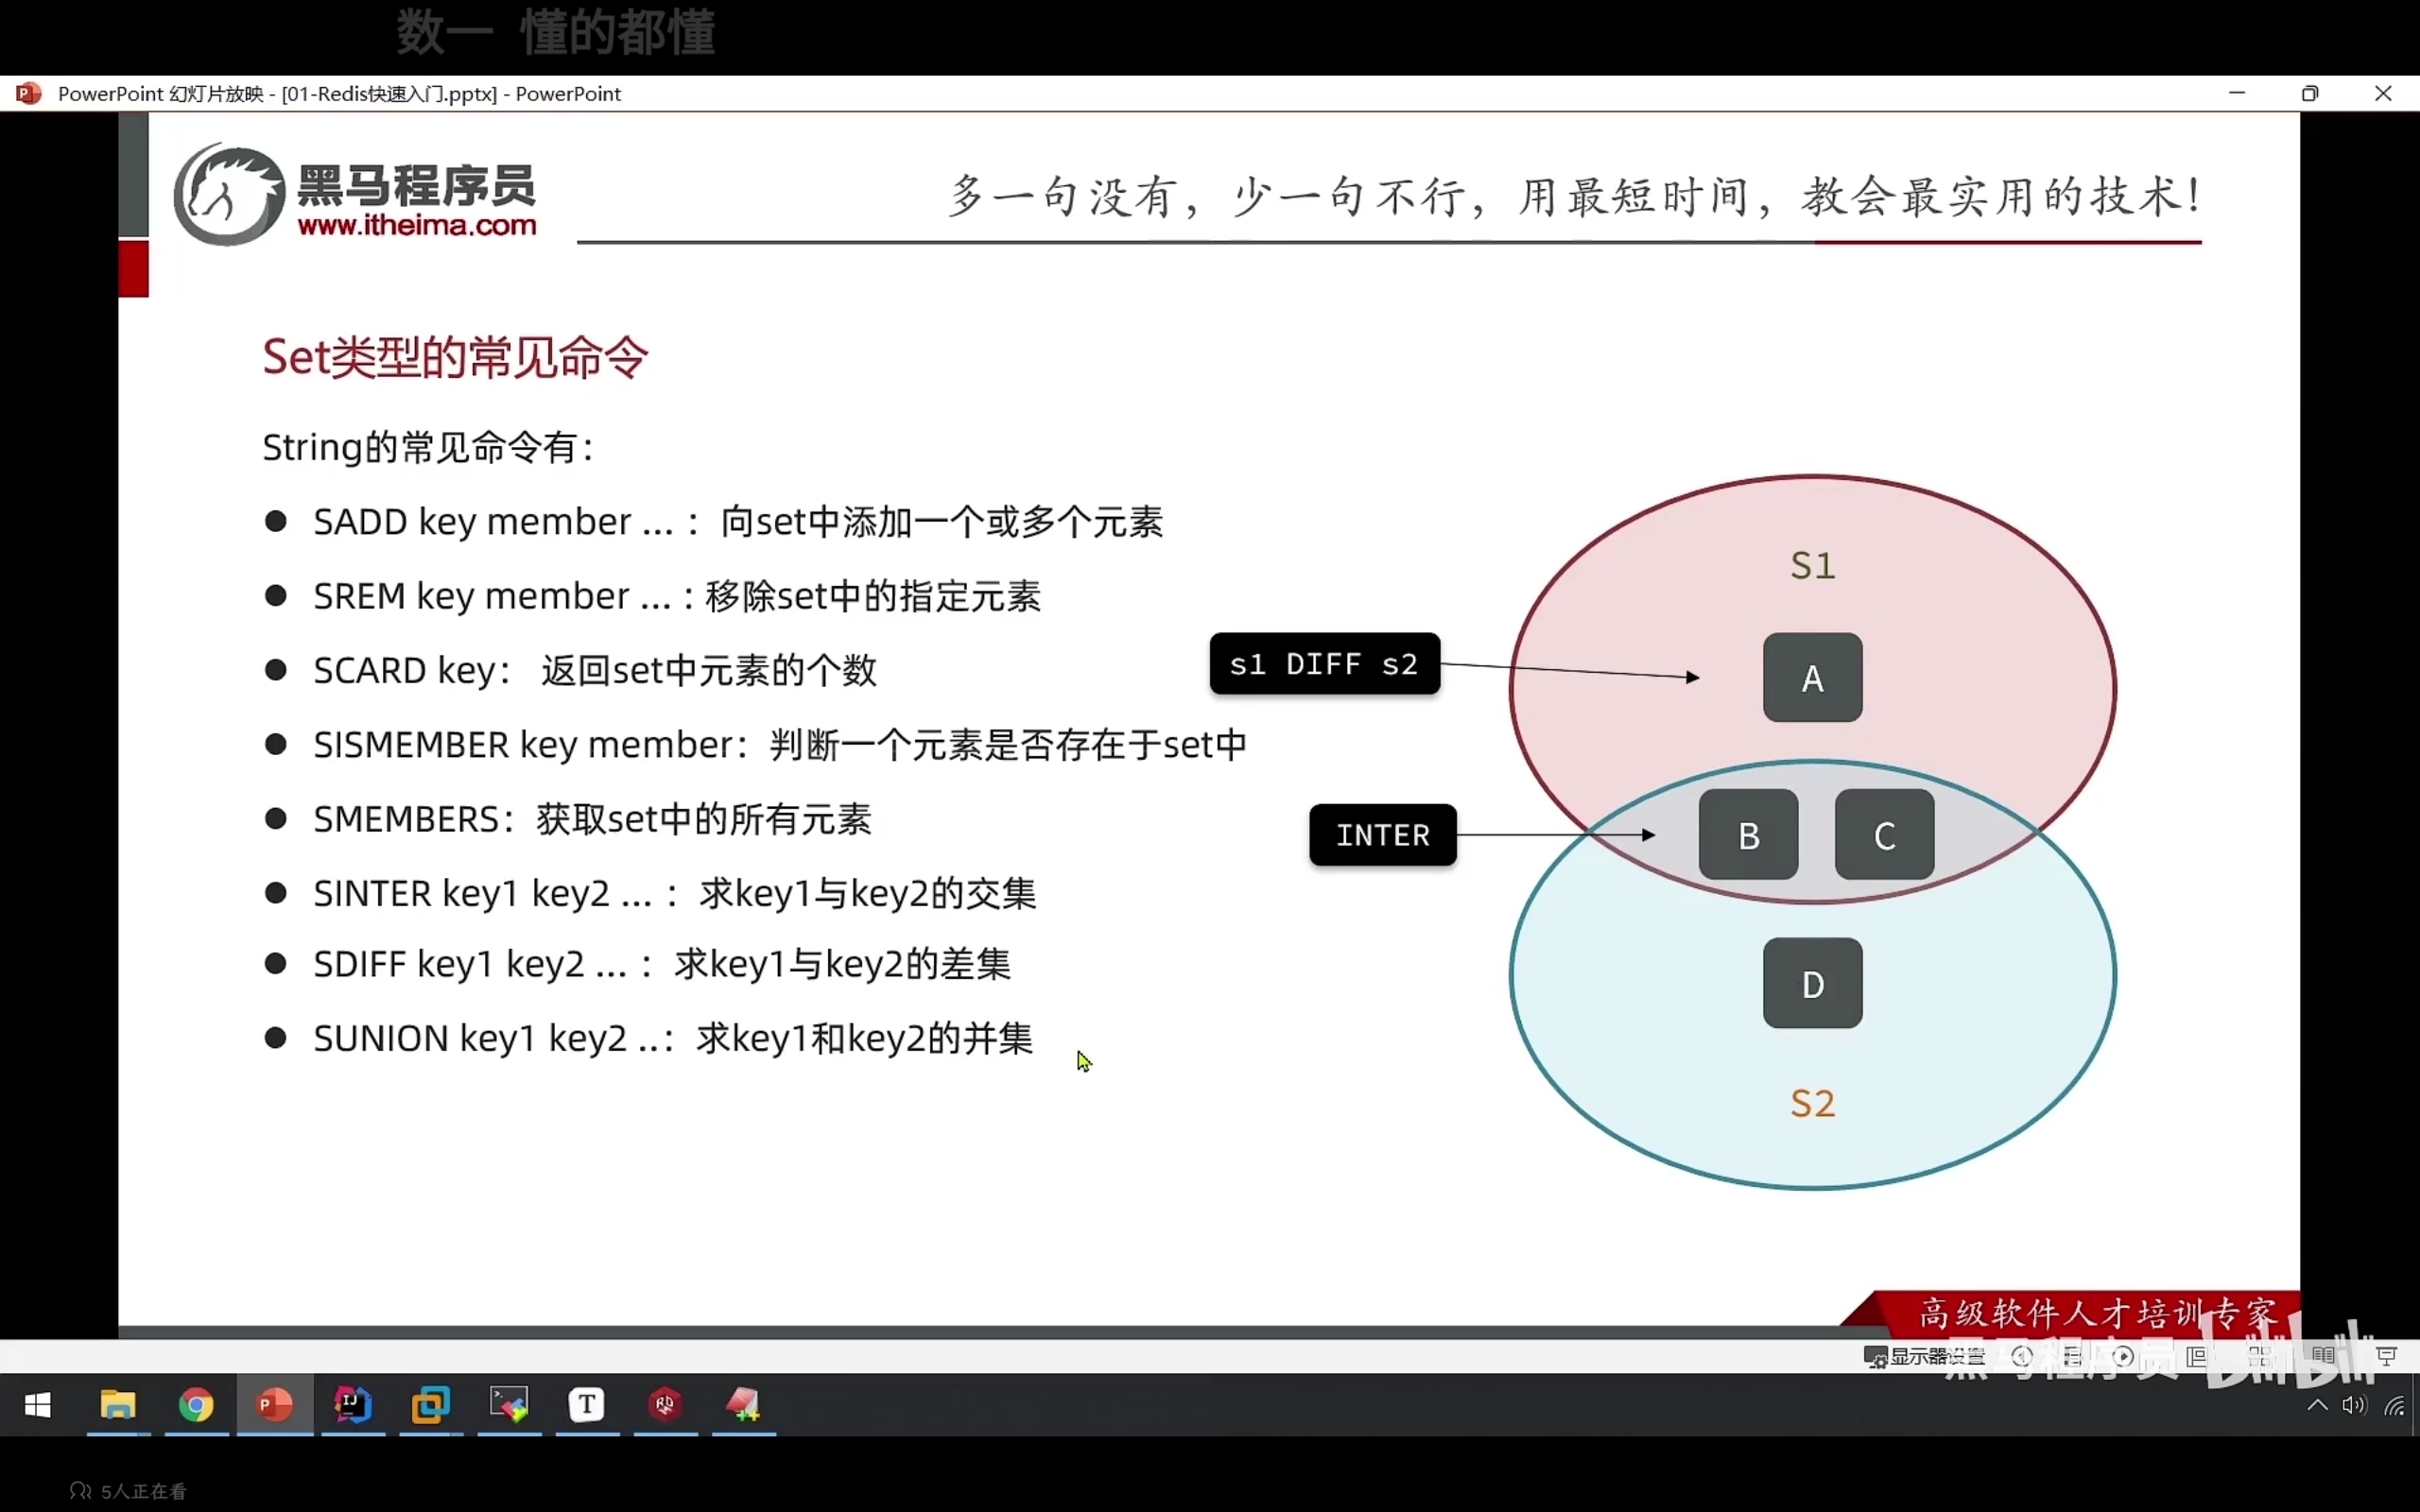 数一 懂的都懂
PowerPoint 幻灯片放映 - [01-Redis快速入门.pptx] - PowerPoint
黑马程序员
www.itheima.com
多一句没有，少一句不行，用最短时间，教会最实用的技术！
Set类型的常见命令
String的常见命令有：
● SADD key member ... ：向set中添加一个或多个元素
● SREM key member ... : 移除set中的指定元素
● SCARD key： 返回set中元素的个数
● SISMEMBER key member：判断一个元素是否存在于set中
● SMEMBERS：获取set中的所有元素
● SINTER key1 key2 ... ：求key1与key2的交集
● SDIFF key1 key2 ... ：求key1与key2的差集
● SUNION key1 key2 ..：求key1和key2的并集
S1
s1 DIFF s2
A
INTER
B C
D
S2
高级软件人才培训专家
黑马程序员 bilibili
显示器设置
5人正在看